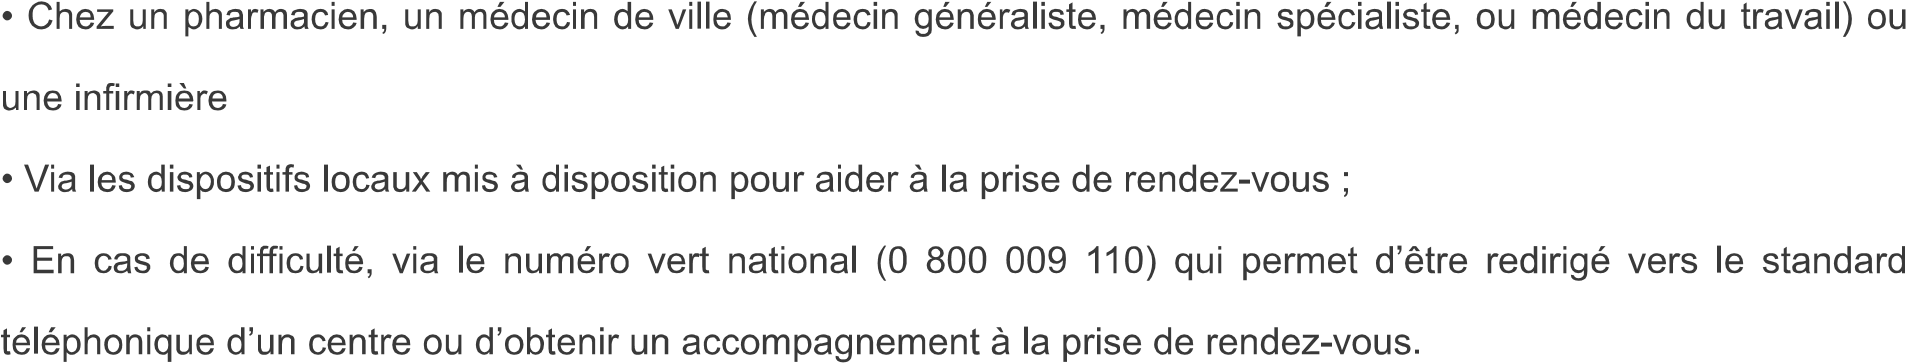 • Chez un pharmacien, un médecin de ville (médecin généraliste, médecin spécialiste, ou médecin du travail) ou
une infirmière
• Via les dispositifs locaux mis à disposition pour aider à la prise de rendez-vous ;
• En cas de difficulté, via le numéro vert national (0 800 009 110) qui permet d’être redirigé vers le standard
téléphonique d’un centre ou d’obtenir un accompagnement à la prise de rendez-vous.